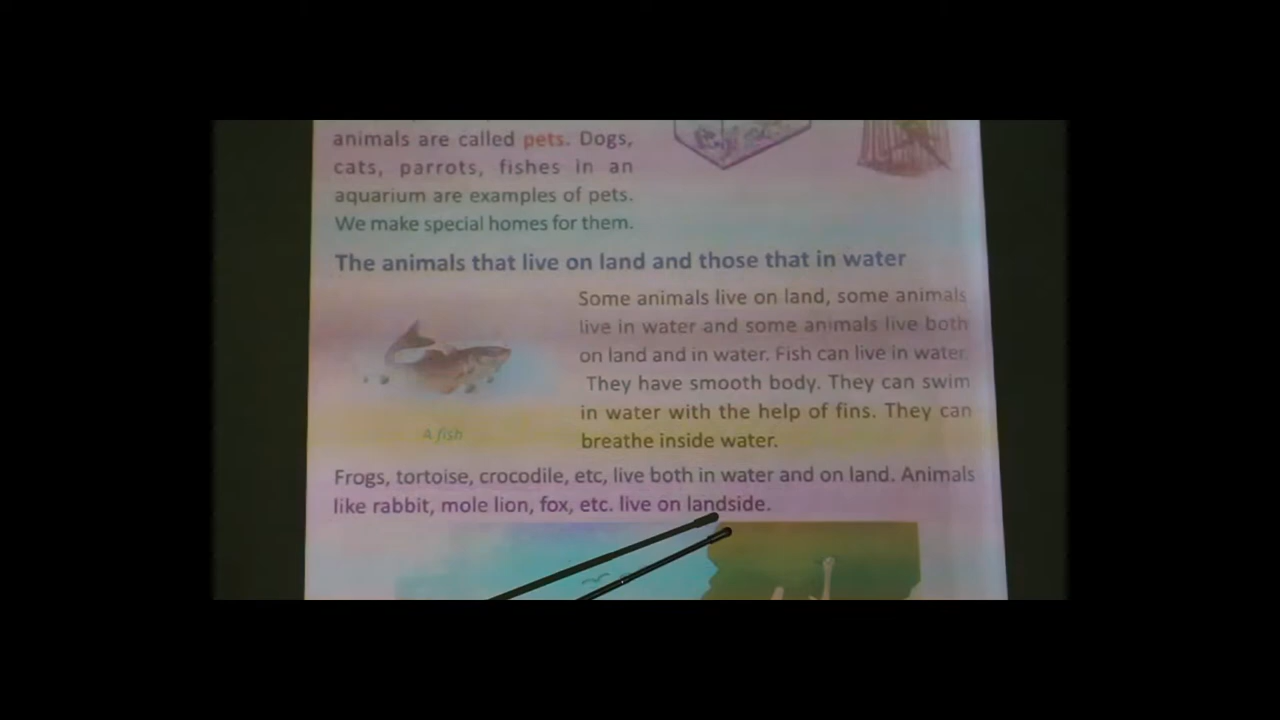 animals are called pets. Dogs,
cats, parrots, fishes in an
aquarium are examples of pets.
We make special homes for them.
The animals that live on land and those that in water
Some animals live on land, some animals
live in water and some animals live both
on land and in water. Fish can live in water.
They have smooth body. They can swim
in water with the help of fins. They can
breathe inside water.
A fish
Frogs, tortoise, crocodile, etc, live both in water and on land. Animals
like rabbit, mole lion, fox, etc. live on landside.